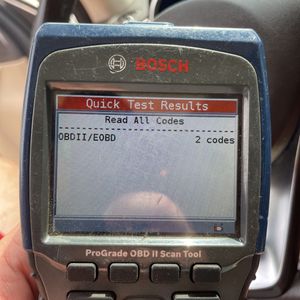 BOSCH
Quick Test Results
Read All Codes
OBDII/EOBD 2 codes
ProGrade OBD II Scan Tool